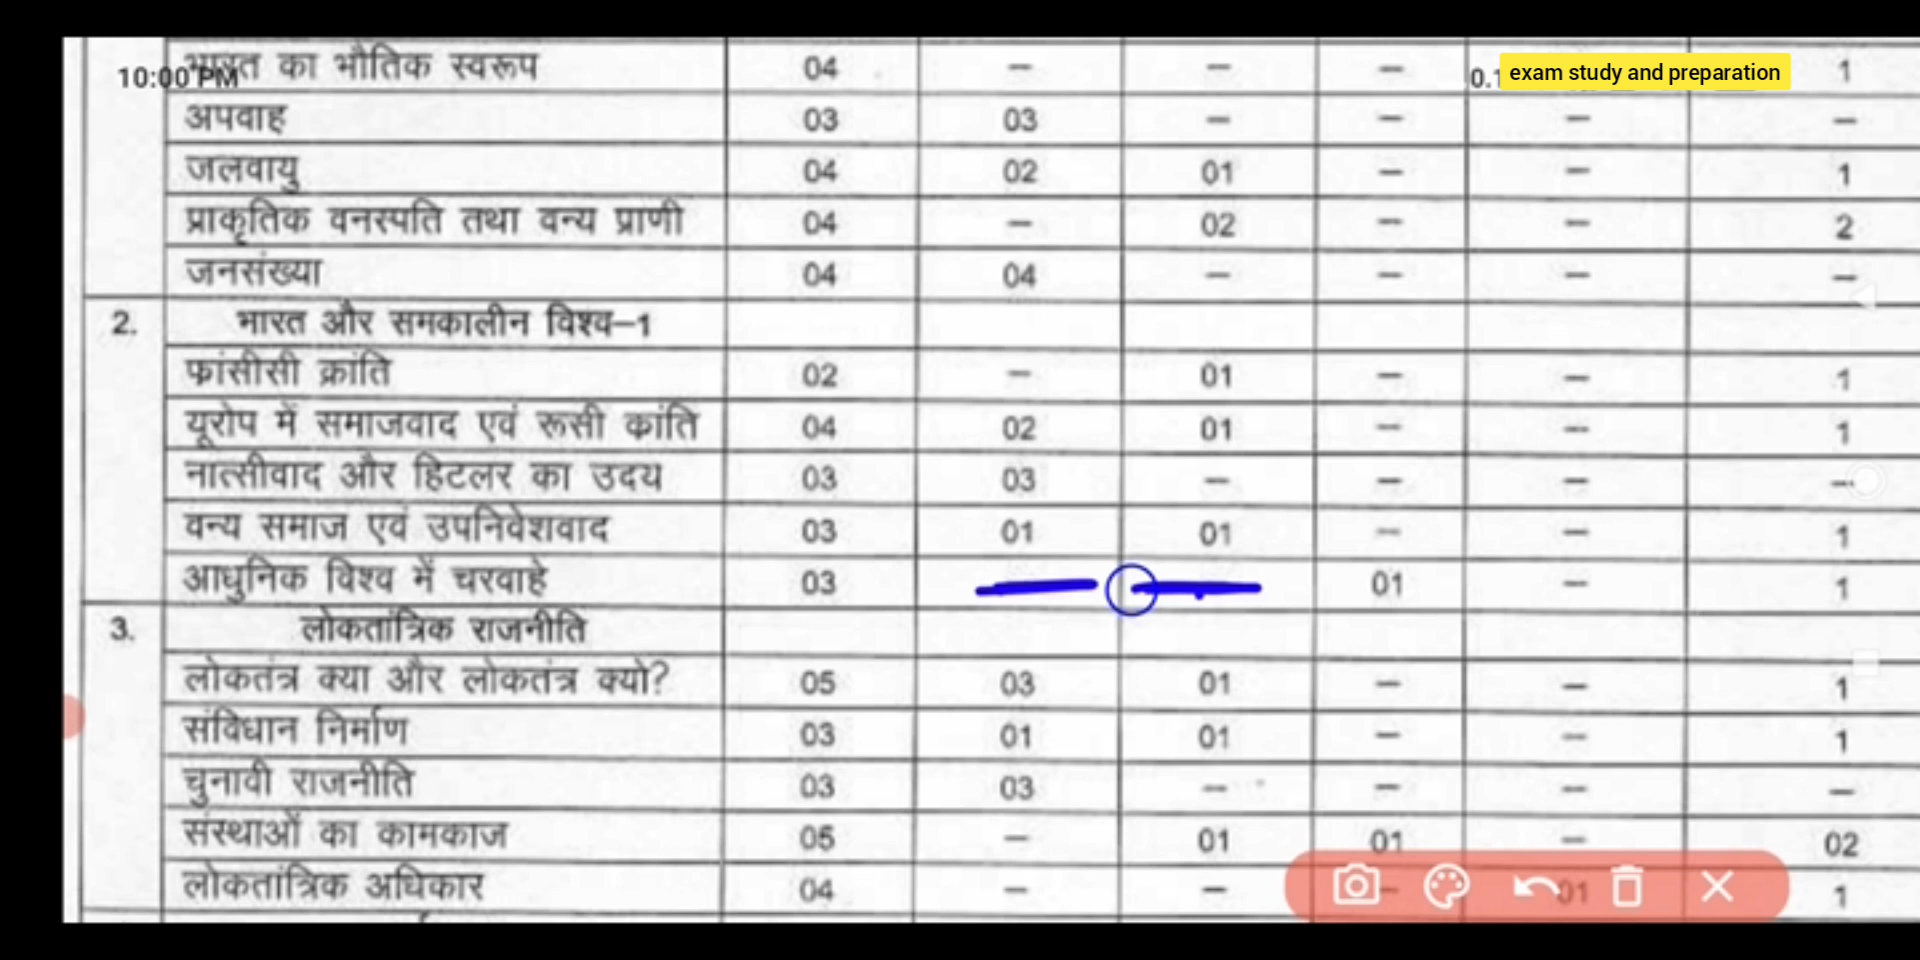 भारत का भौतिक स्वरूप 04 – – – 1
10:00 PM 0.1 exam study and preparation
अपवाह 03 03 – – – –
जलवायु 04 02 01 – – 1
प्राकृतिक वनस्पति तथा वन्य प्राणी 04 – 02 – – 2
जनसंख्या 04 04 – – – –
2. भारत और समकालीन विश्व–1
फ्रांसीसी क्रांति 02 – 01 – – 1
यूरोप में समाजवाद एवं रूसी क्रांति 04 02 01 – – 1
नात्सीवाद और हिटलर का उदय 03 03 – – – –
वन्य समाज एवं उपनिवेशवाद 03 01 01 – – 1
आधुनिक विश्व में चरवाहे 03 01 – 1
3. लोकतांत्रिक राजनीति
लोकतंत्र क्या और लोकतंत्र क्यो? 05 03 01 – – 1
संविधान निर्माण 03 01 01 – – 1
चुनावी राजनीति 03 03 – – – –
संस्थाओं का कामकाज 05 – 01 01 – 02
लोकतांत्रिक अधिकार 04 – – – 01 1